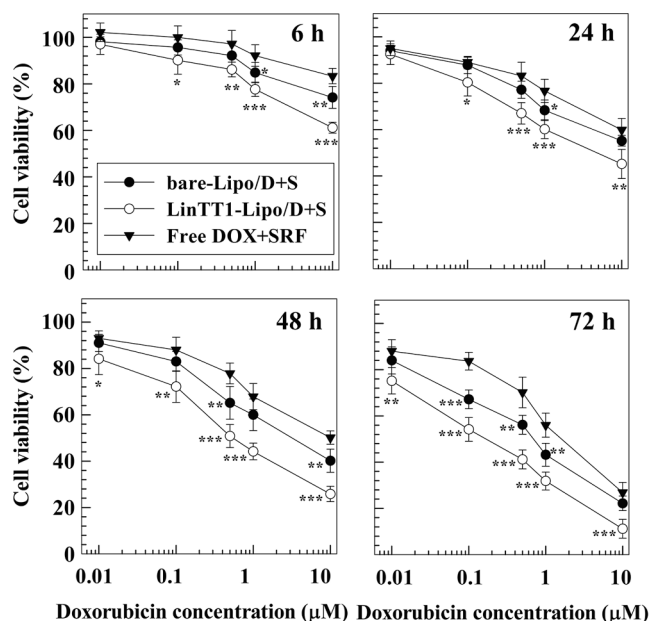 6 h
24 h
100
80
60
40
20
0
Cell viability (%)
*
**
***
*
**
***
*
***
***
*
**
bare-Lipo/D+S
LinTT1-Lipo/D+S
Free DOX+SRF
48 h
72 h
100
80
60
40
20
0
Cell viability (%)
*
**
**
***
***
**
***
**
***
***
**
***
**
***
***
0.01 0.1 1 10
0.01 0.1 1 10
Doxorubicin concentration (μM)
Doxorubicin concentration (μM)